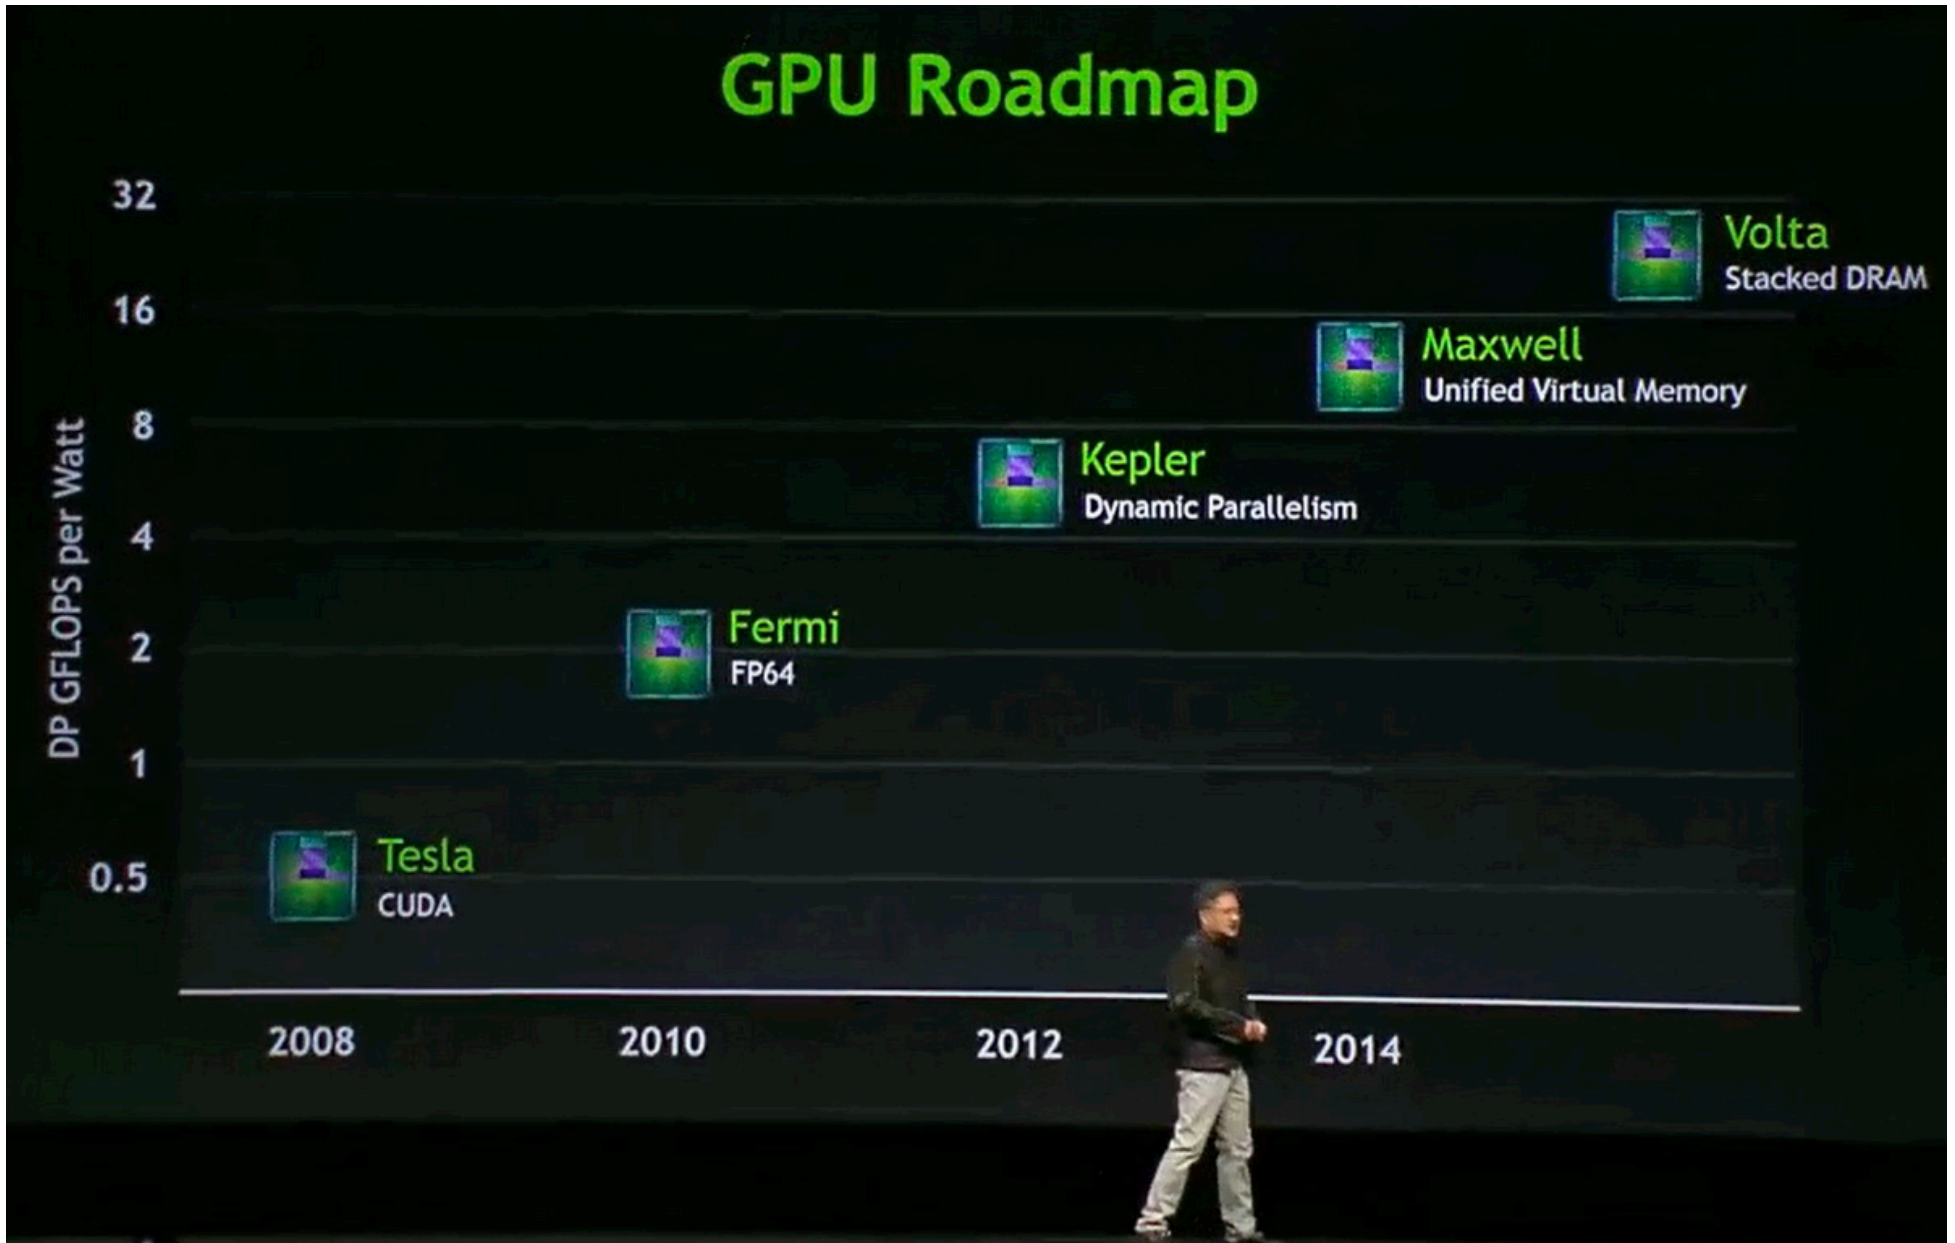 GPU Roadmap
32
Volta
Stacked DRAM
16
Maxwell
Unified Virtual Memory
8
Kepler
Dynamic Parallelism
DP GFLOPS per Watt
4
Fermi
2
FP64
1
Tesla
0.5
CUDA
2008
2010
2012
2014